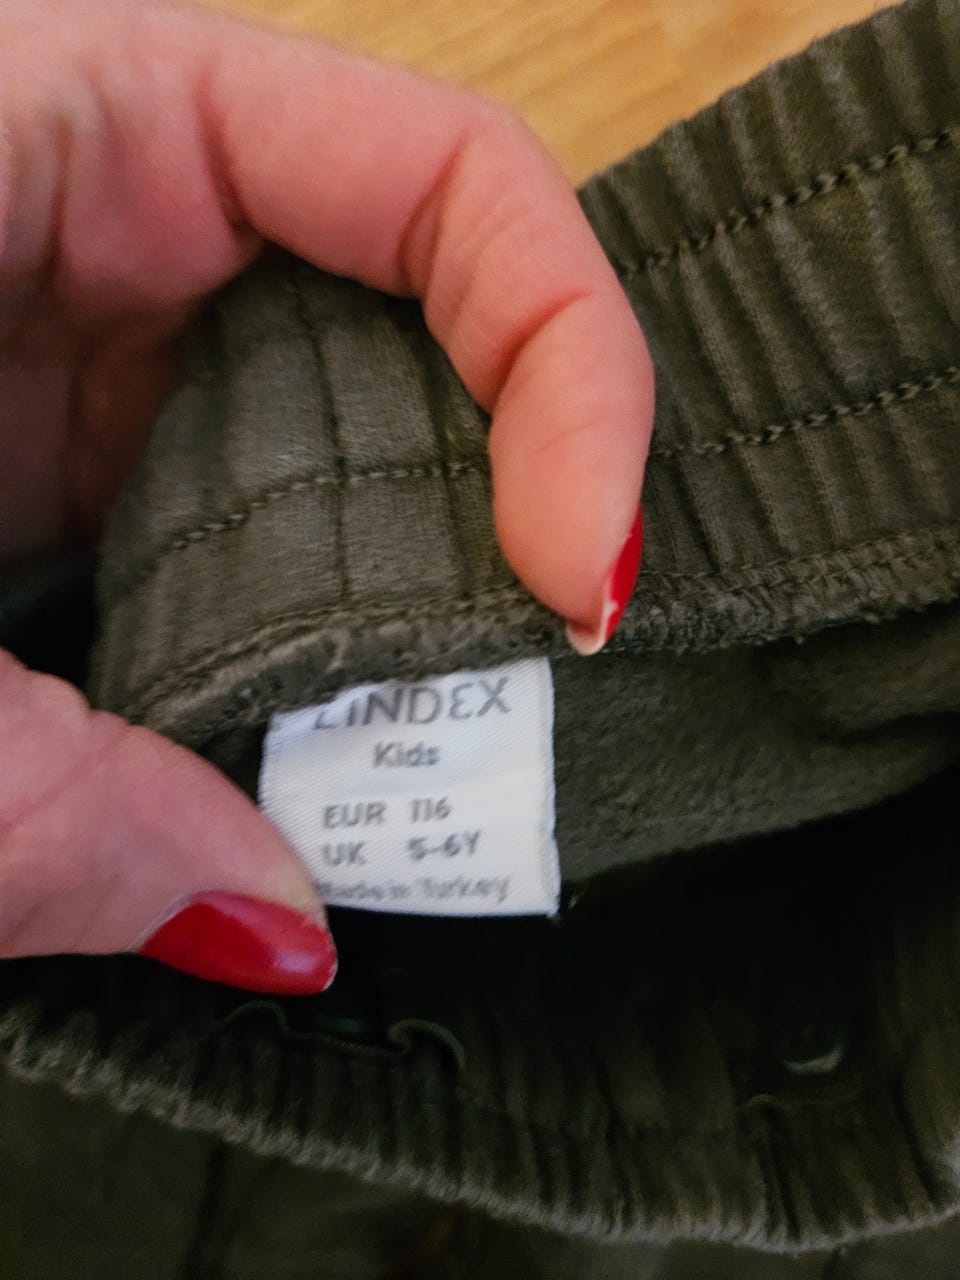 LINDEX
Kids
EUR 116
UK 5-6Y
Made in Turkey